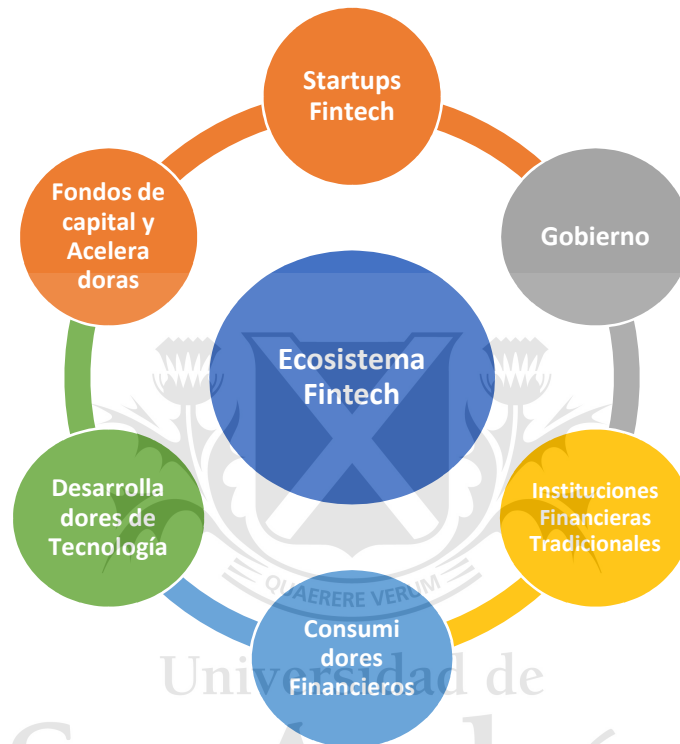 Startups
Fintech
Gobierno
Instituciones
Financieras
Tradicionales
Consumi
dores
Financieros
Desarrolla
dores de
Tecnología
Fondos de
capital y
Acelera
doras
Ecosistema
Fintech
QUAERERE VERUM
Universidad de